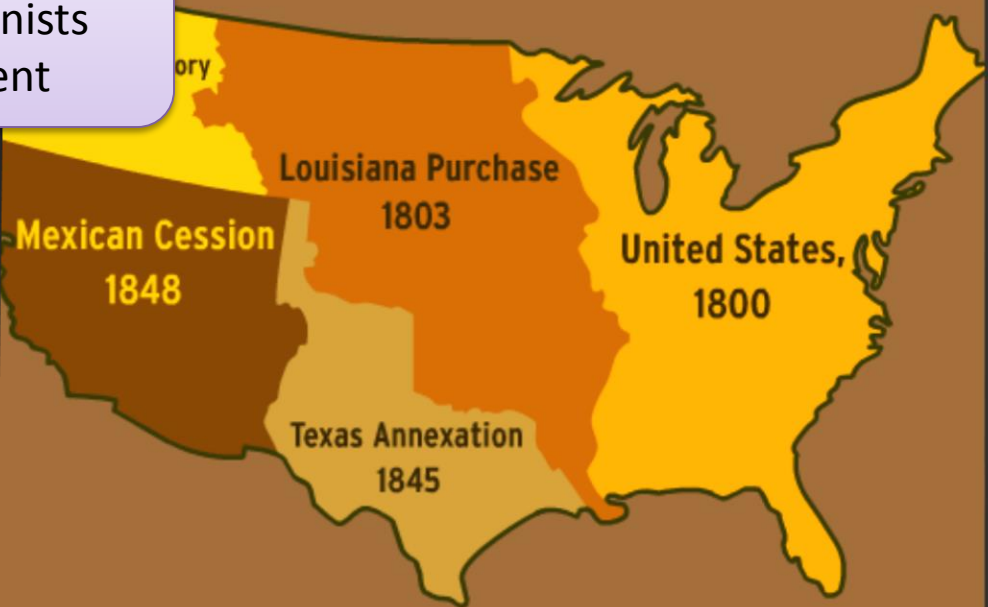 nists
ent
ory
Louisiana Purchase
1803
Mexican Cession
1848
United States,
1800
Texas Annexation
1845